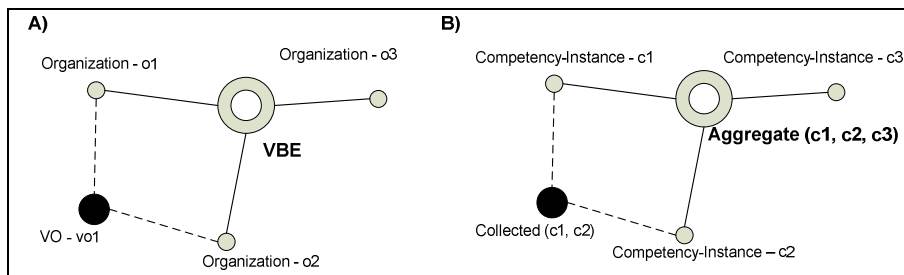 A)
Organization - o1
Organization - o3
VBE
VO - vo1
Organization - o2
B)
Competency-Instance - c1
Competency-Instance - c3
Aggregate (c1, c2, c3)
Collected (c1, c2)
Competency-Instance – c2